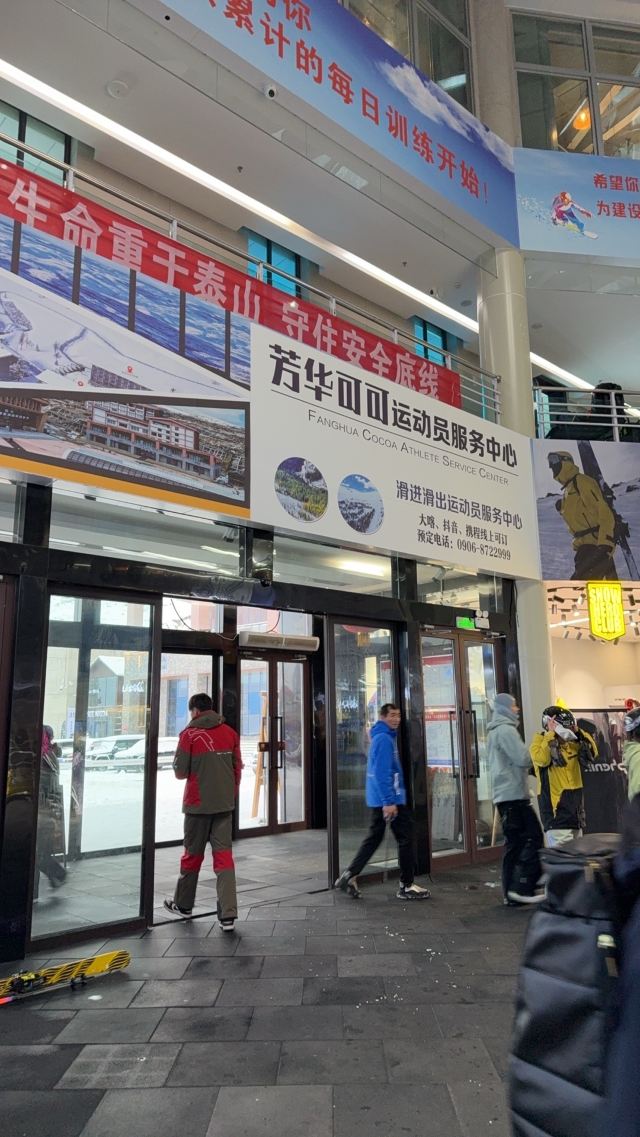 你
累计的每日训练开始！
希望你
为建设
生命重于泰山 守住安全底线
芳华可可运动员服务中心
FANGHUA COCOA ATHLETE SERVICE CENTER
滑进滑出运动员服务中心
大喀、抖音、携程线上可订
预定电话：0906-8722999